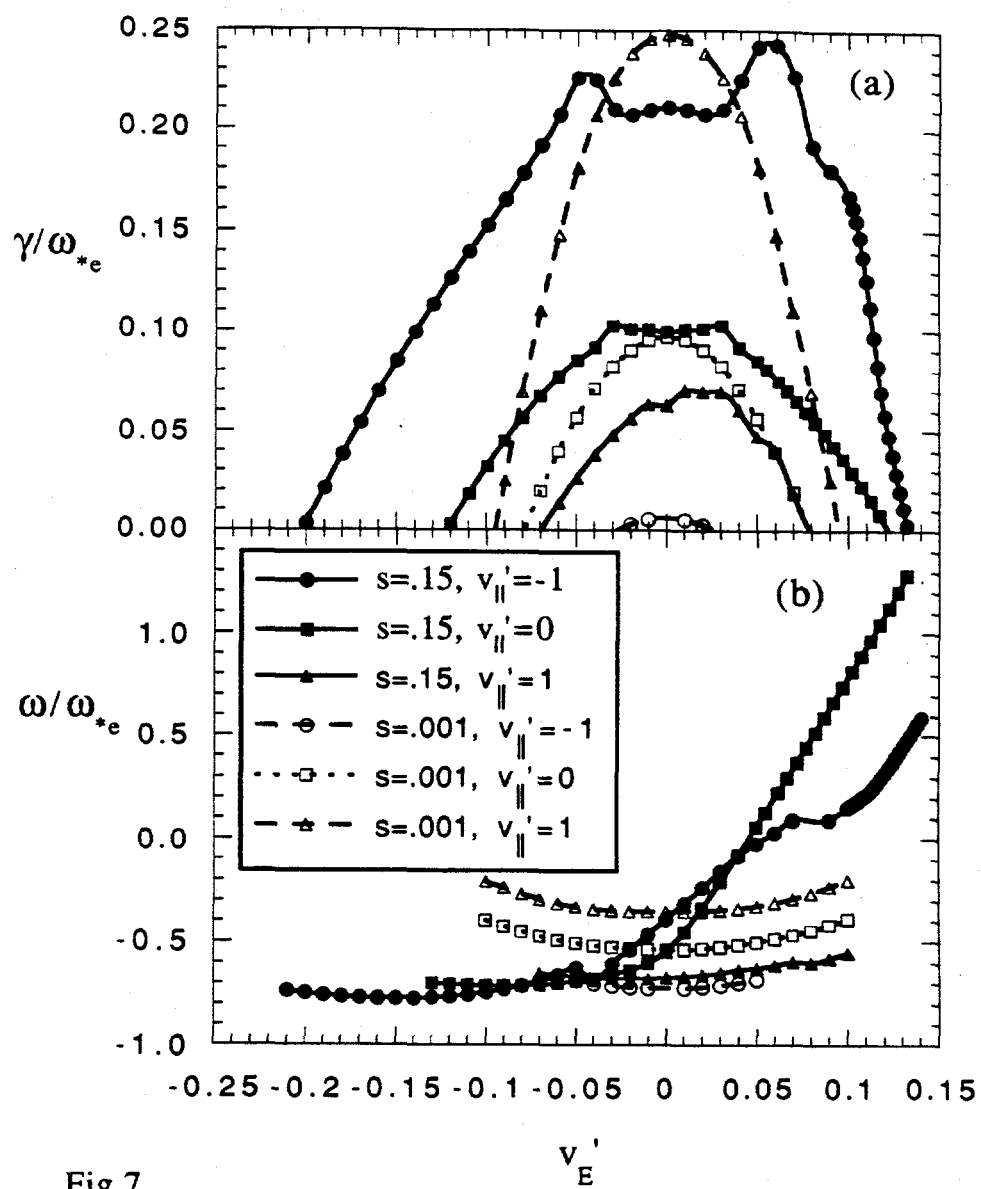 0.25
(a)
0.20
0.15
γ/ω*e
0.10
0.05
0.00
s=.15, v||'=-1
(b)
s=.15, v||'=0
1.0
s=.15, v||'=1
ω/ω*e 0.5
s=.001, v||'=-1
s=.001, v||'=0
0.0
s=.001, v||'=1
-0.5
-1.0
-0.25 -0.2 -0.15 -0.1 -0.05 0 0.05 0.1 0.15
vE'
Fig 7